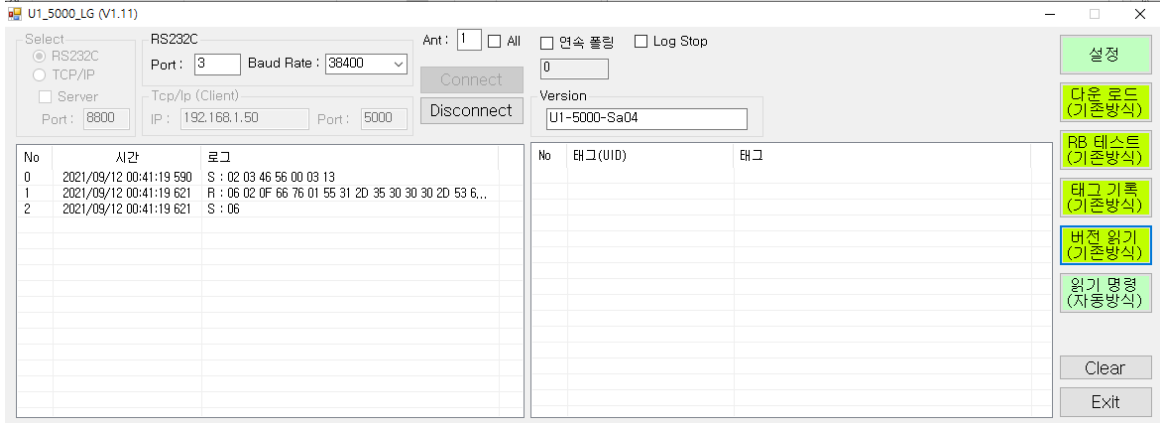 U1_5000_LG (V1.11)
Select
RS232C
TCP/IP
Server
Port : 8800
RS232C
Port : 3 Baud Rate : 38400
Tcp/Ip (Client)
IP : 192.168.1.50 Port : 5000
Ant : 1 All
Connect
Disconnect
연속 폴링 Log Stop
0
Version
U1-5000-Sa04
No 시간 로그
0 2021/09/12 00:41:19 590 S : 02 03 46 56 00 03 13
1 2021/09/12 00:41:19 621 R : 06 02 0F 66 76 01 55 31 2D 35 30 30 30 2D 53 6...
2 2021/09/12 00:41:19 621 S : 06
No 태그(UID) 태그
설정
다운 로드
(기존방식)
RB 테스트
(기존방식)
태그 기록
(기존방식)
버전 읽기
(기존방식)
읽기 명령
(자동방식)
Clear
Exit